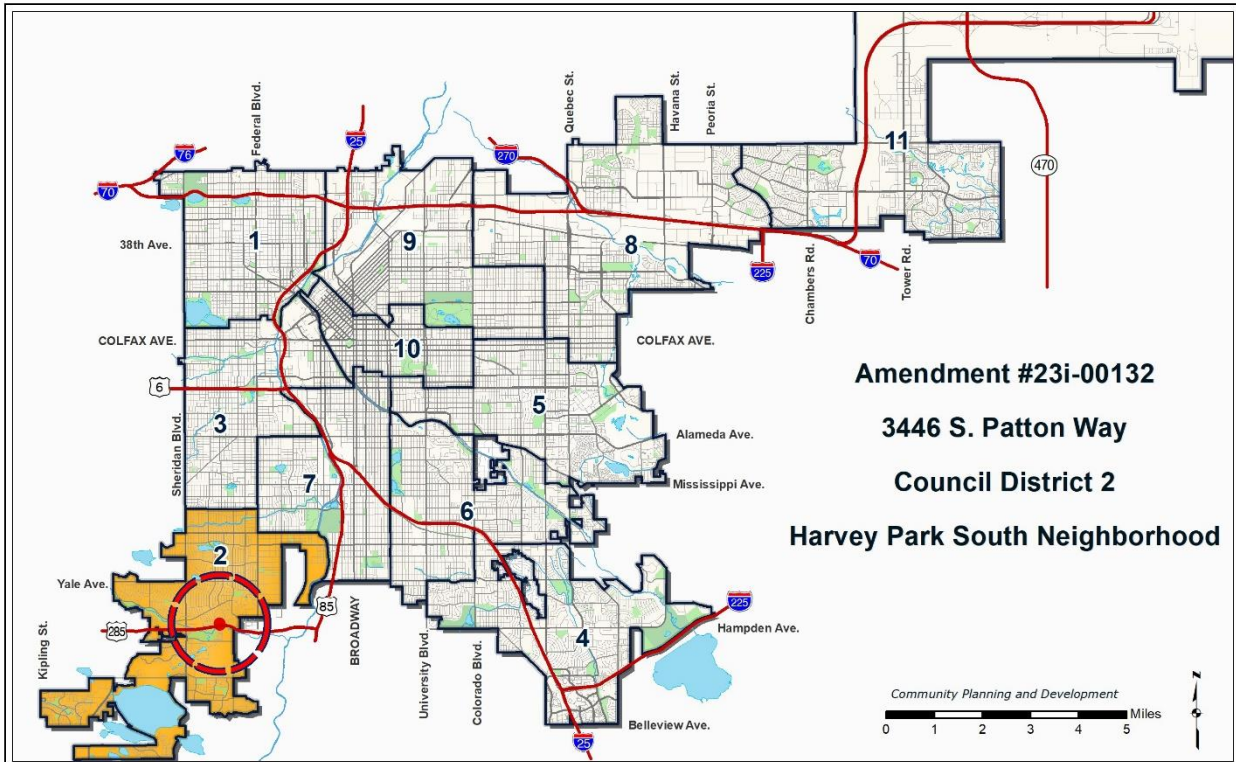 Federal Blvd.
Quebec St.
Havana St.
Peoria St.
76
25
270
70
11
470
38th Ave.
1
9
8
225
70
Chambers Rd.
Tower Rd.
COLFAX AVE.
COLFAX AVE.
10
6
5
3
Sheridan Blvd.
Alameda Ave.
7
Mississippi Ave.
6
2
Yale Ave.
85
285
Kipling St.
BROADWAY
University Blvd.
Colorado Blvd.
4
225
Hampden Ave.
Belleview Ave.
25
Amendment #23i-00132
3446 S. Patton Way
Council District 2
Harvey Park South Neighborhood
Community Planning and Development
Miles
0 1 2 3 4 5
N